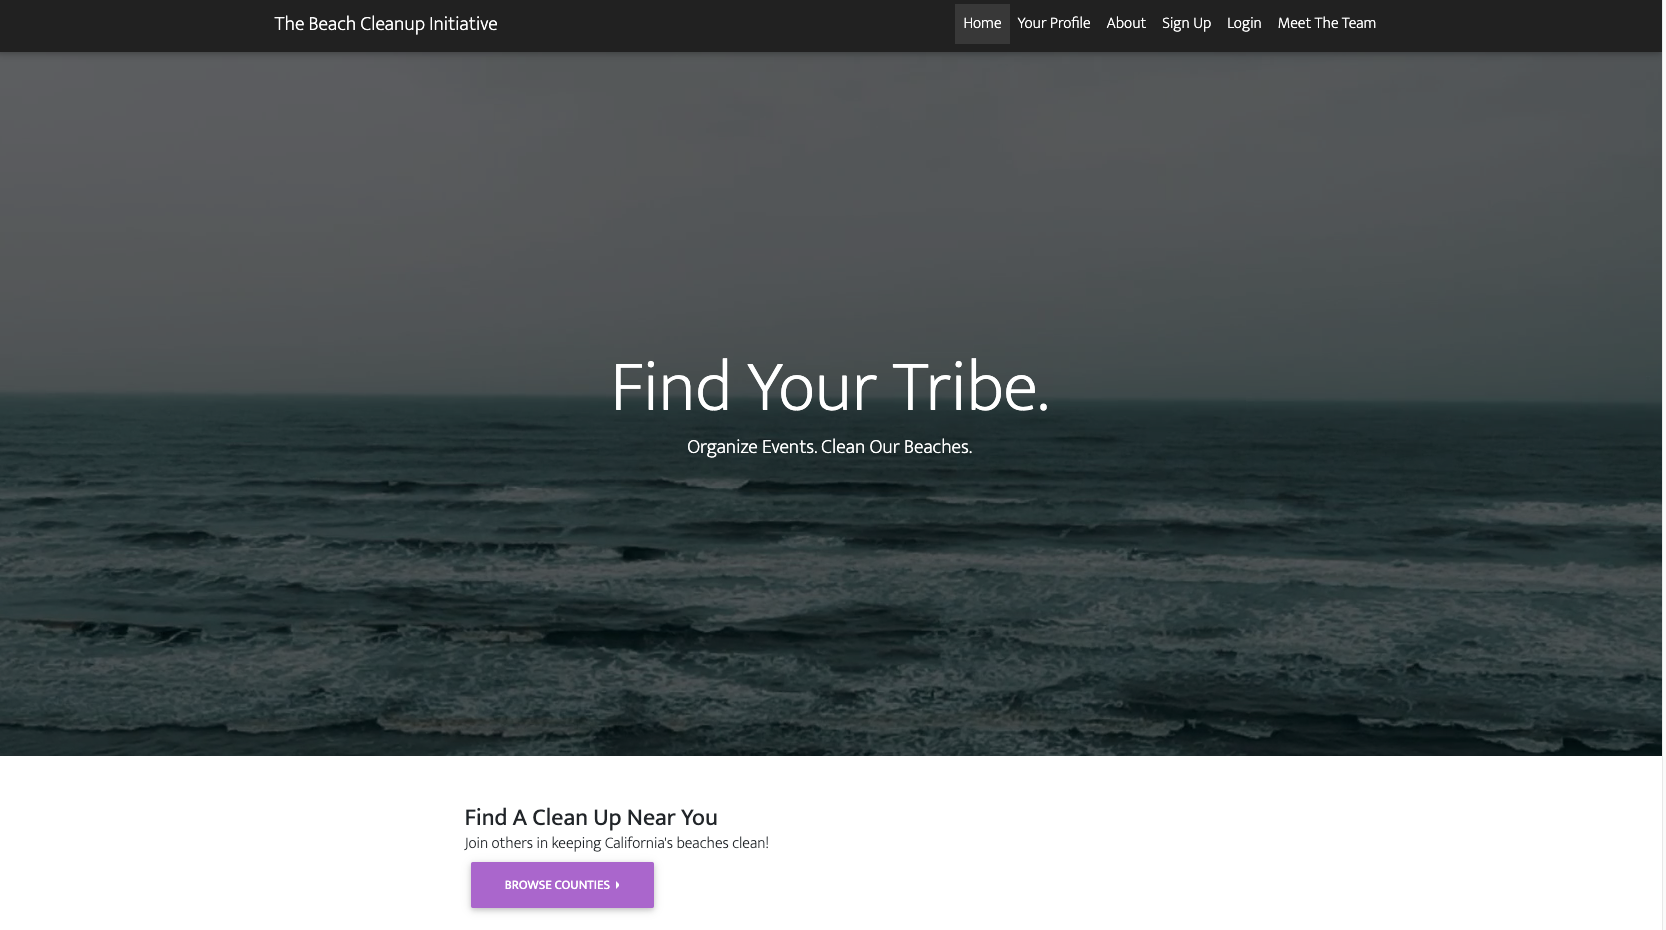 The Beach Cleanup Initiative
Home Your Profile About Sign Up Login Meet The Team
Find Your Tribe.
Organize Events. Clean Our Beaches.
Find A Clean Up Near You
Join others in keeping California's beaches clean!
BROWSE COUNTIES